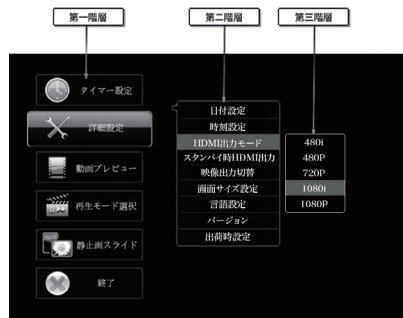 第一階層
第二階層
第三階層
タイマー設定
詳細設定
動画プレビュー
再生モード選択
静止画スライド
終了
日付設定
時刻設定
HDMI出力モード
スタンバイ時HDMI出力
映像出力切替
画面サイズ設定
言語設定
バージョン
出荷時設定
480i
480P
720P
1080i
1080P